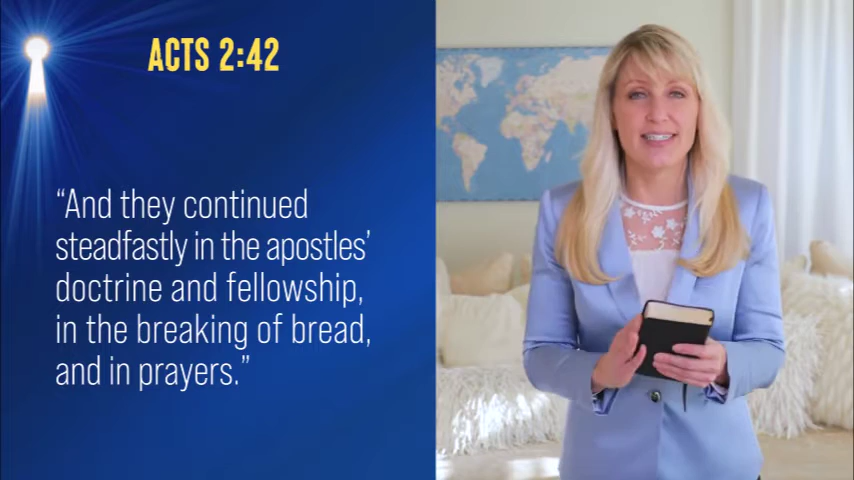 ACTS 2:42
“And they continued
steadfastly in the apostles’
doctrine and fellowship,
in the breaking of bread,
and in prayers.”